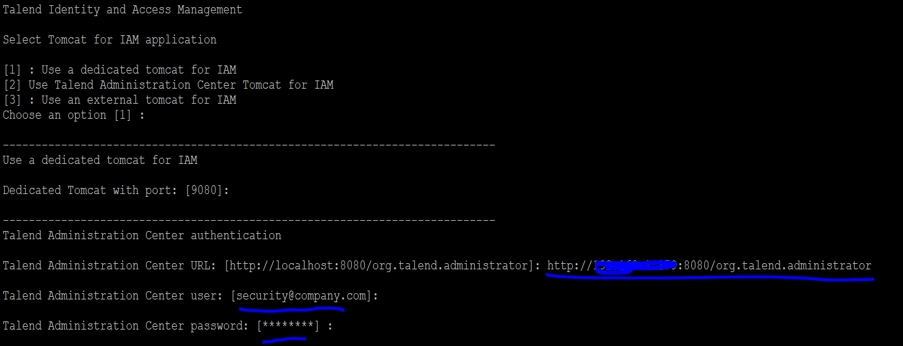 Talend Identity and Access Management
Select Tomcat for IAM application
[1] : Use a dedicated tomcat for IAM
[2] Use Talend Administration Center Tomcat for IAM
[3] : Use an external tomcat for IAM
Choose an option [1] :
----------------------------------------------------------------------------
Use a dedicated tomcat for IAM
Dedicated Tomcat with port: [9080]:
----------------------------------------------------------------------------
Talend Administration Center authentication
Talend Administration Center URL: [http://localhost:8080/org.talend.administrator]: http:// :8080/org.talend.administrator
Talend Administration Center user: [security@company.com]:
Talend Administration Center password: [********] :